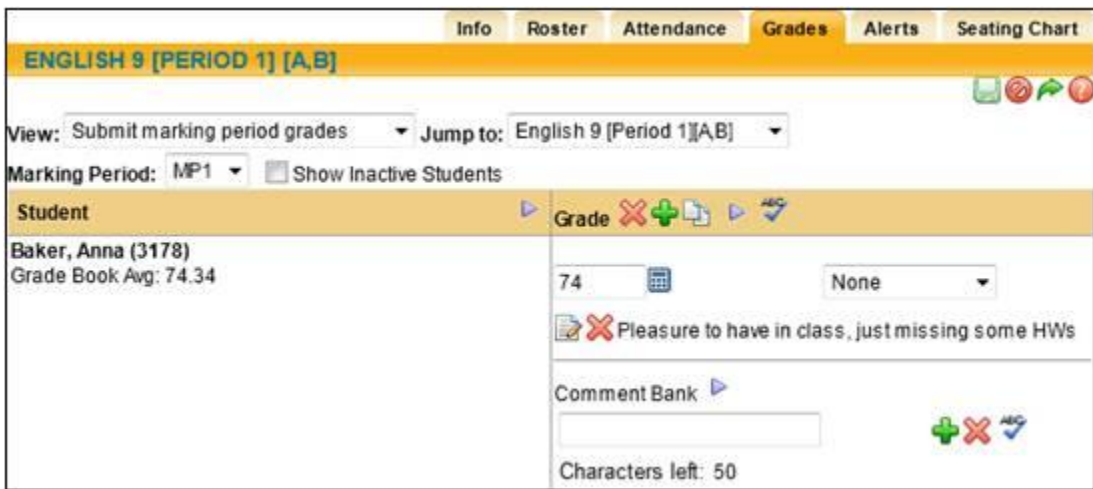 Info Roster Attendance Grades Alerts Seating Chart
ENGLISH 9 [PERIOD 1] [A,B]
View: Submit marking period grades Jump to: English 9 [Period 1][A,B]
Marking Period: MP1 Show Inactive Students
Student Grade ABC
Baker, Anna (3178)
Grade Book Avg: 74.34
74 None
Pleasure to have in class, just missing some HWs
Comment Bank
ABC
Characters left: 50